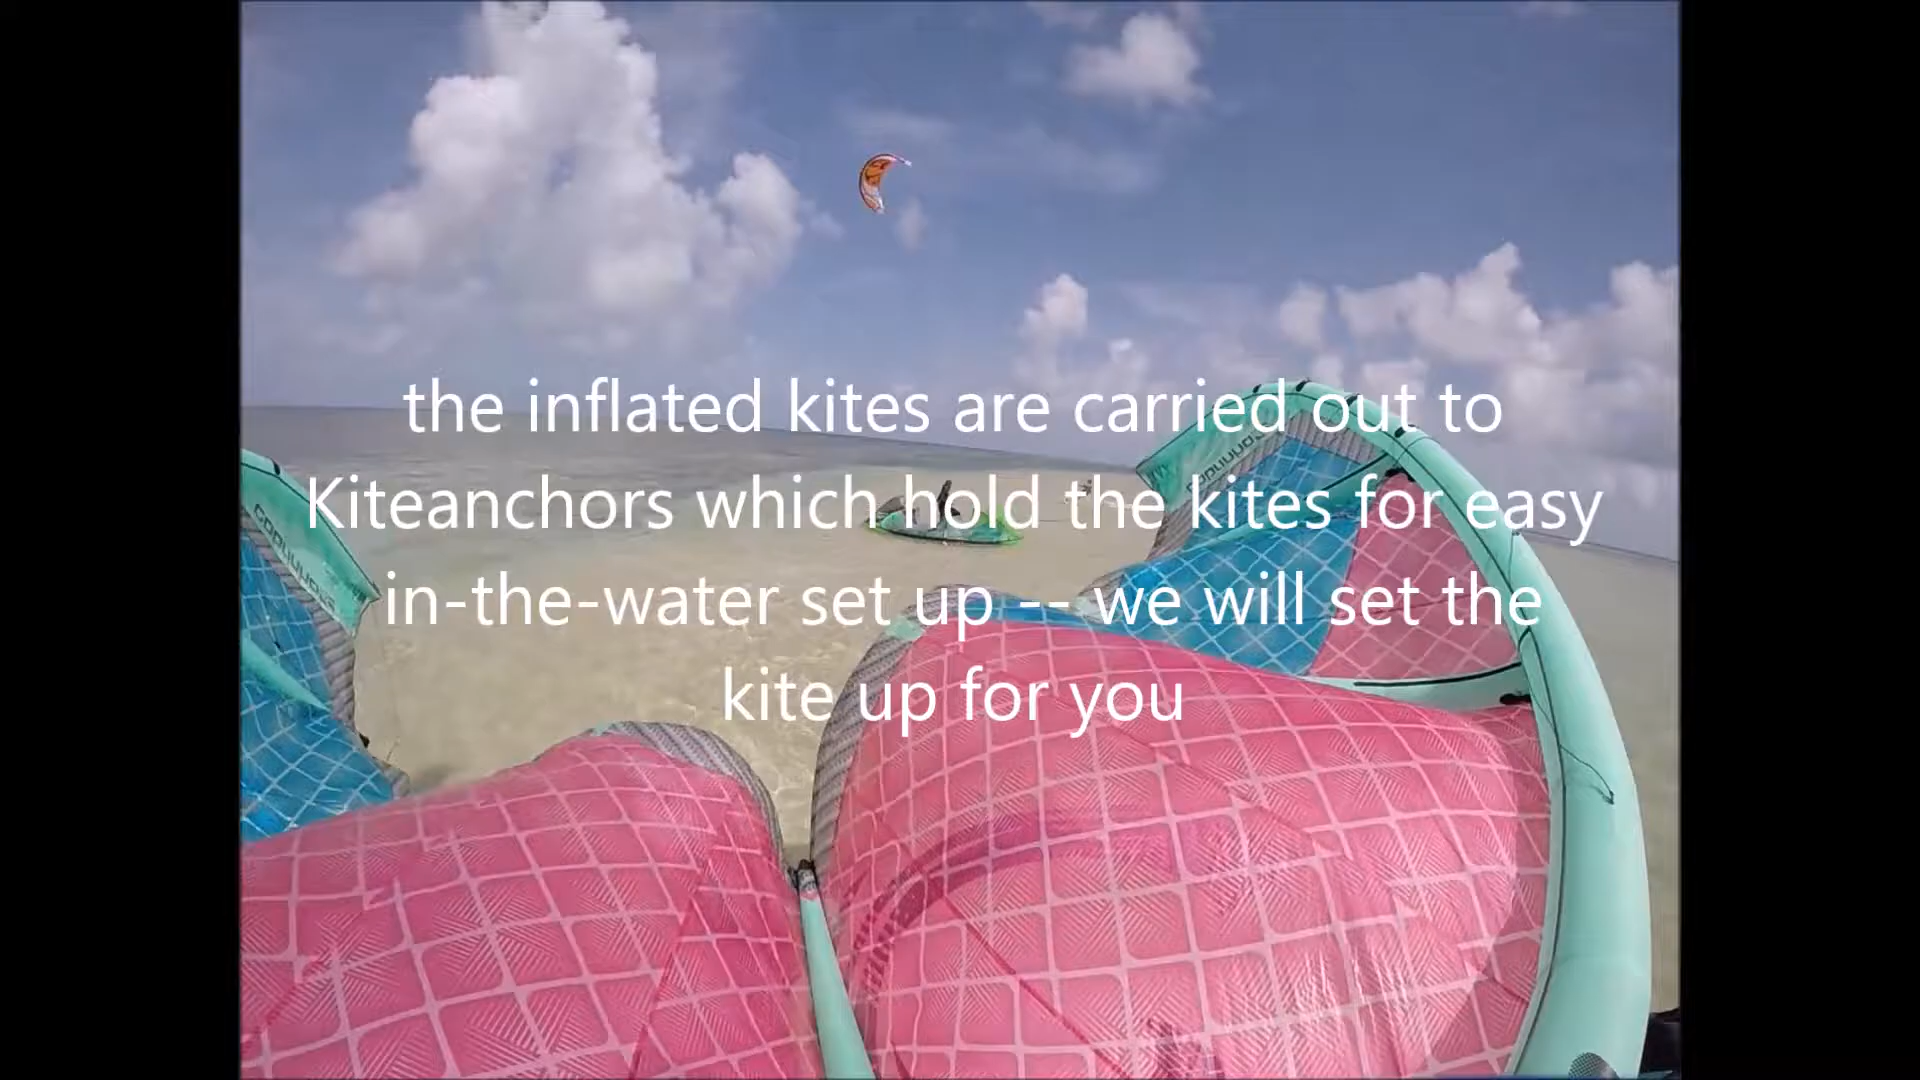 the inflated kites are carried out to
Kiteanchors which hold the kites for easy
in-the-water set up -- we will set the
kite up for you